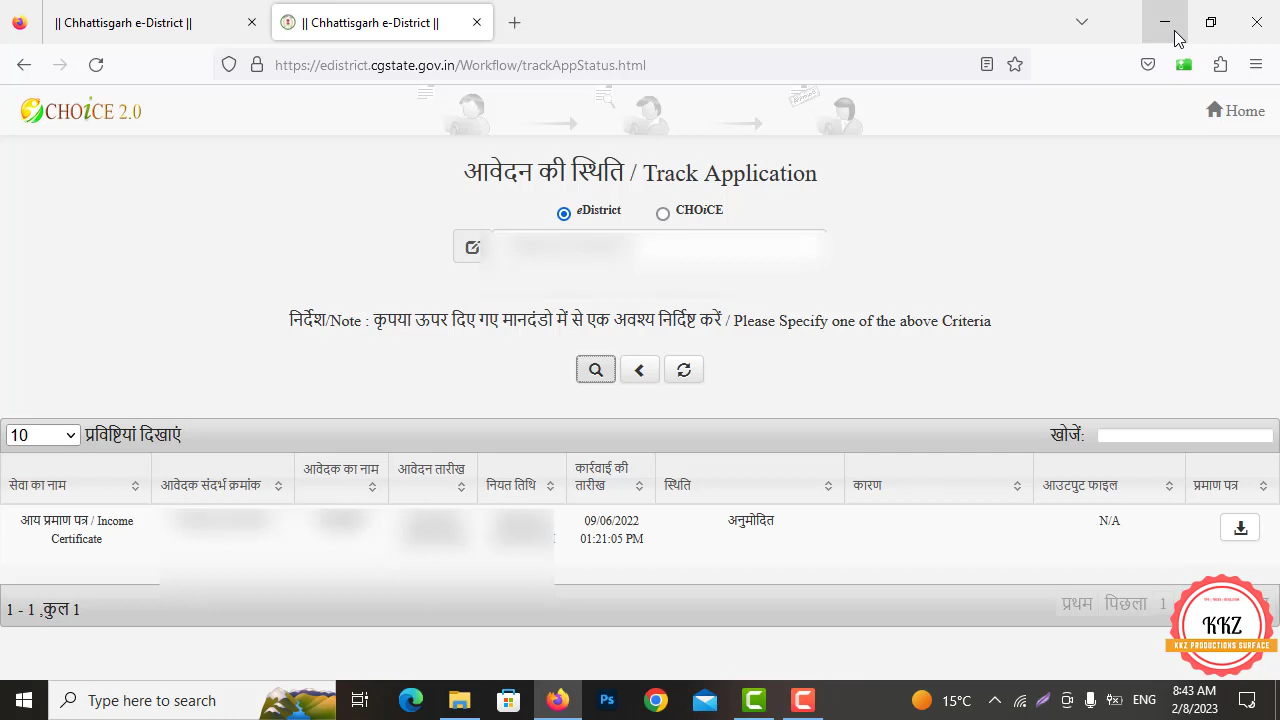 || Chhattisgarh e-District ||
|| Chhattisgarh e-District ||
https://edistrict.cgstate.gov.in/Workflow/trackAppStatus.html
CHOiCE 2.0
Home
आवेदन की स्थिति / Track Application
eDistrict CHOiCE
निर्देश/Note : कृपया ऊपर दिए गए मानदंडो में से एक अवश्य निर्दिष्ट करें / Please Specify one of the above Criteria
10 प्रविष्टियां दिखाएं
खोजें:
सेवा का नाम
आवेदक संदर्भ क्रमांक
आवेदक का नाम
आवेदन तारीख
नियत तिथि
कार्रवाई की
तारीख
स्थिति
कारण
आउटपुट फाइल
प्रमाण पत्र
आय प्रमाण पत्र / Income
Certificate
09/06/2022
01:21:05 PM
अनुमोदित
N/A
1 - 1 ,कुल 1
प्रथम पिछला 1
KKZ
KKZ PRODUCTIONS SURFACE
Type here to search
Ps
15°C
ENG
8:43 AM
2/8/2023